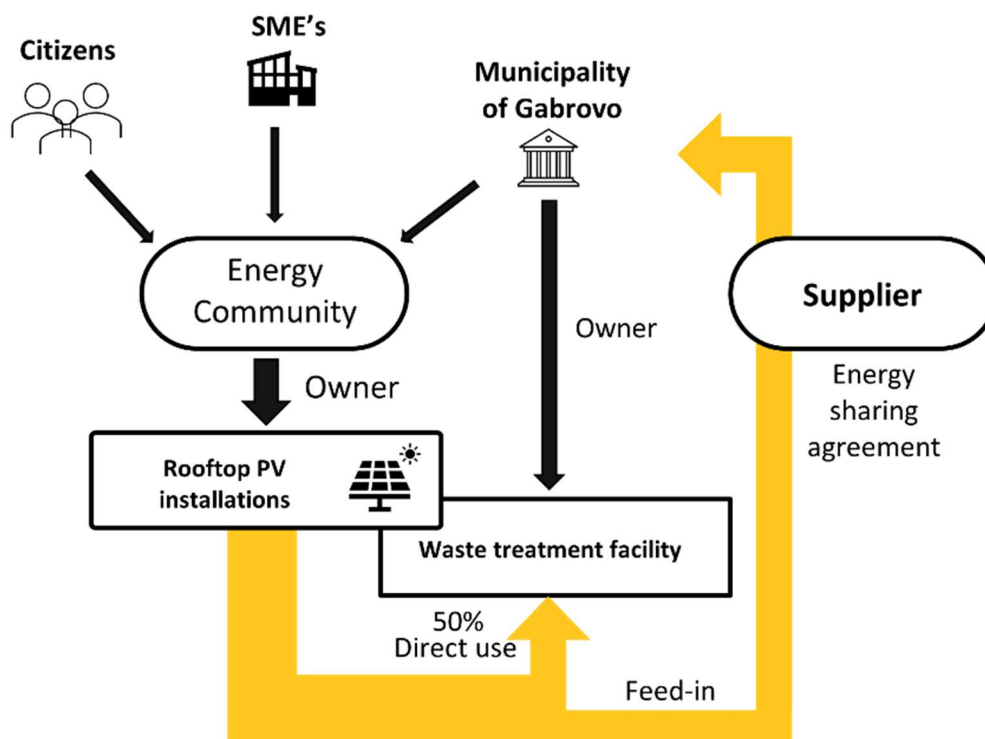 Citizens
SME's
Municipality
of Gabrovo
Energy
Community
Owner
Owner
Supplier
Energy
sharing
agreement
Rooftop PV
installations
Waste treatment facility
50%
Direct use
Feed-in